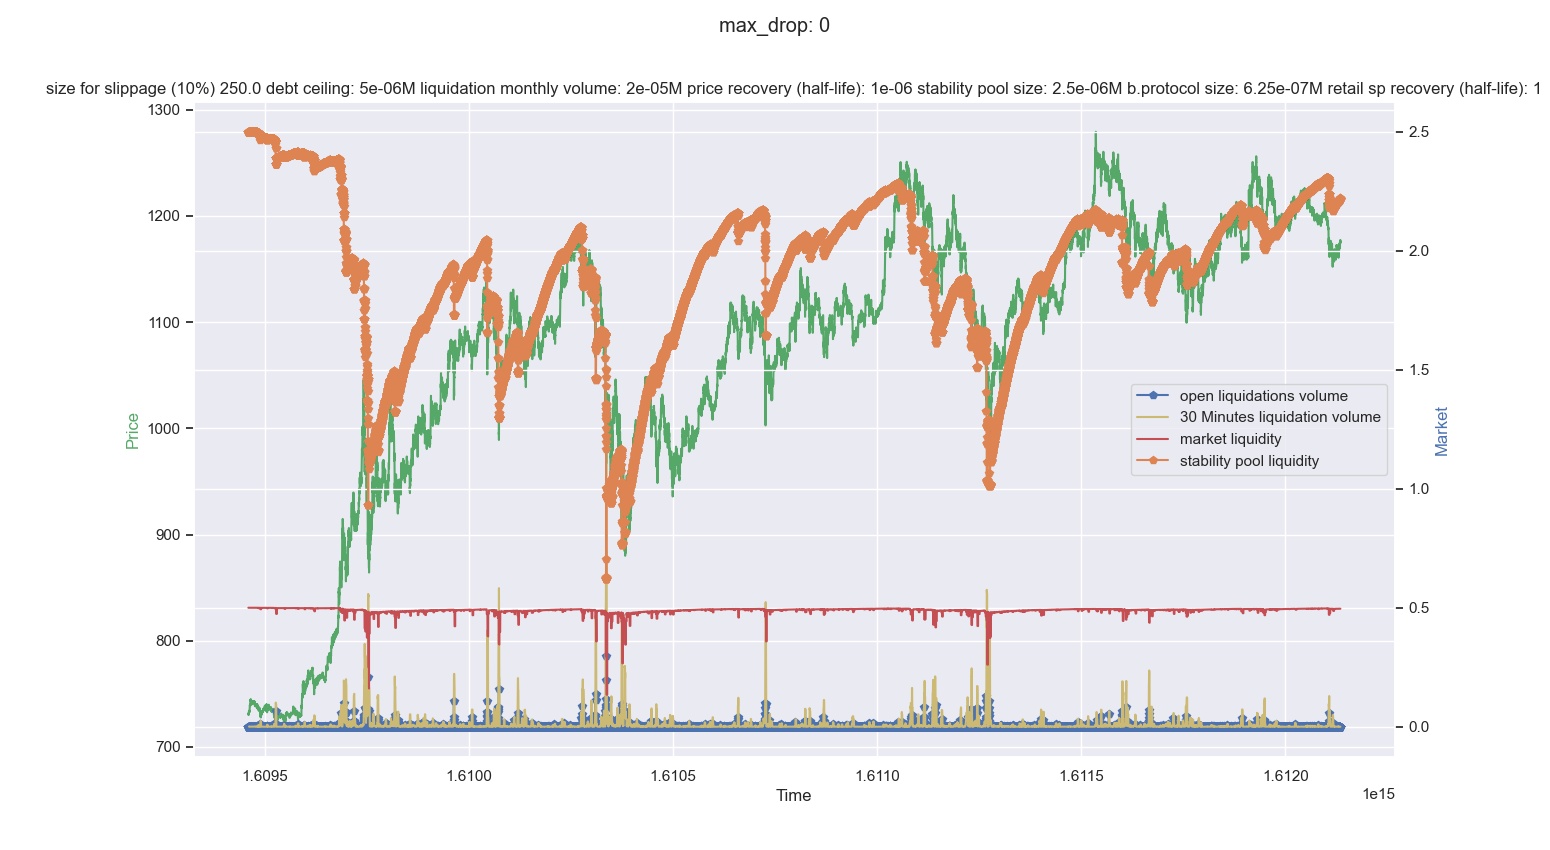 max_drop: 0
size for slippage (10%) 250.0 debt ceiling: 5e-06M liquidation monthly volume: 2e-05M price recovery (half-life): 1e-06 stability pool size: 2.5e-06M b.protocol size: 6.25e-07M retail sp recovery (half-life): 1
1300
1200
1100
1000
900
800
700
Price
2.5
2.0
1.5
1.0
0.5
0.0
Market
open liquidations volume
30 Minutes liquidation volume
market liquidity
stability pool liquidity
1.6095
1.6100
1.6105
1.6110
1.6115
1.6120
Time
1e15